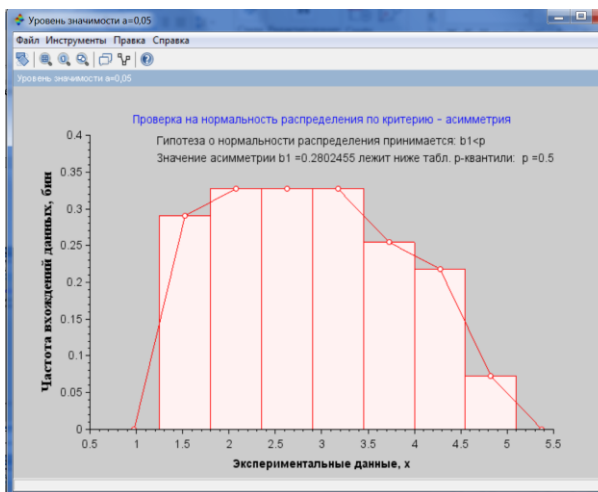 Уровень значимости a=0,05
Файл Инструменты Правка Справка
Уровень значимости a=0,05
Проверка на нормальность распределения по критерию - асимметрия
Гипотеза о нормальности распределения принимается: b1<p
Значение асимметрии b1 =0.2802455 лежит ниже табл. p-квантили: p =0.5
Частота вхождений данных, бин
0.4
0.35
0.3
0.25
0.2
0.15
0.1
0.05
0
0.5 1 1.5 2 2.5 3 3.5 4 4.5 5 5.5
Экспериментальные данные, x